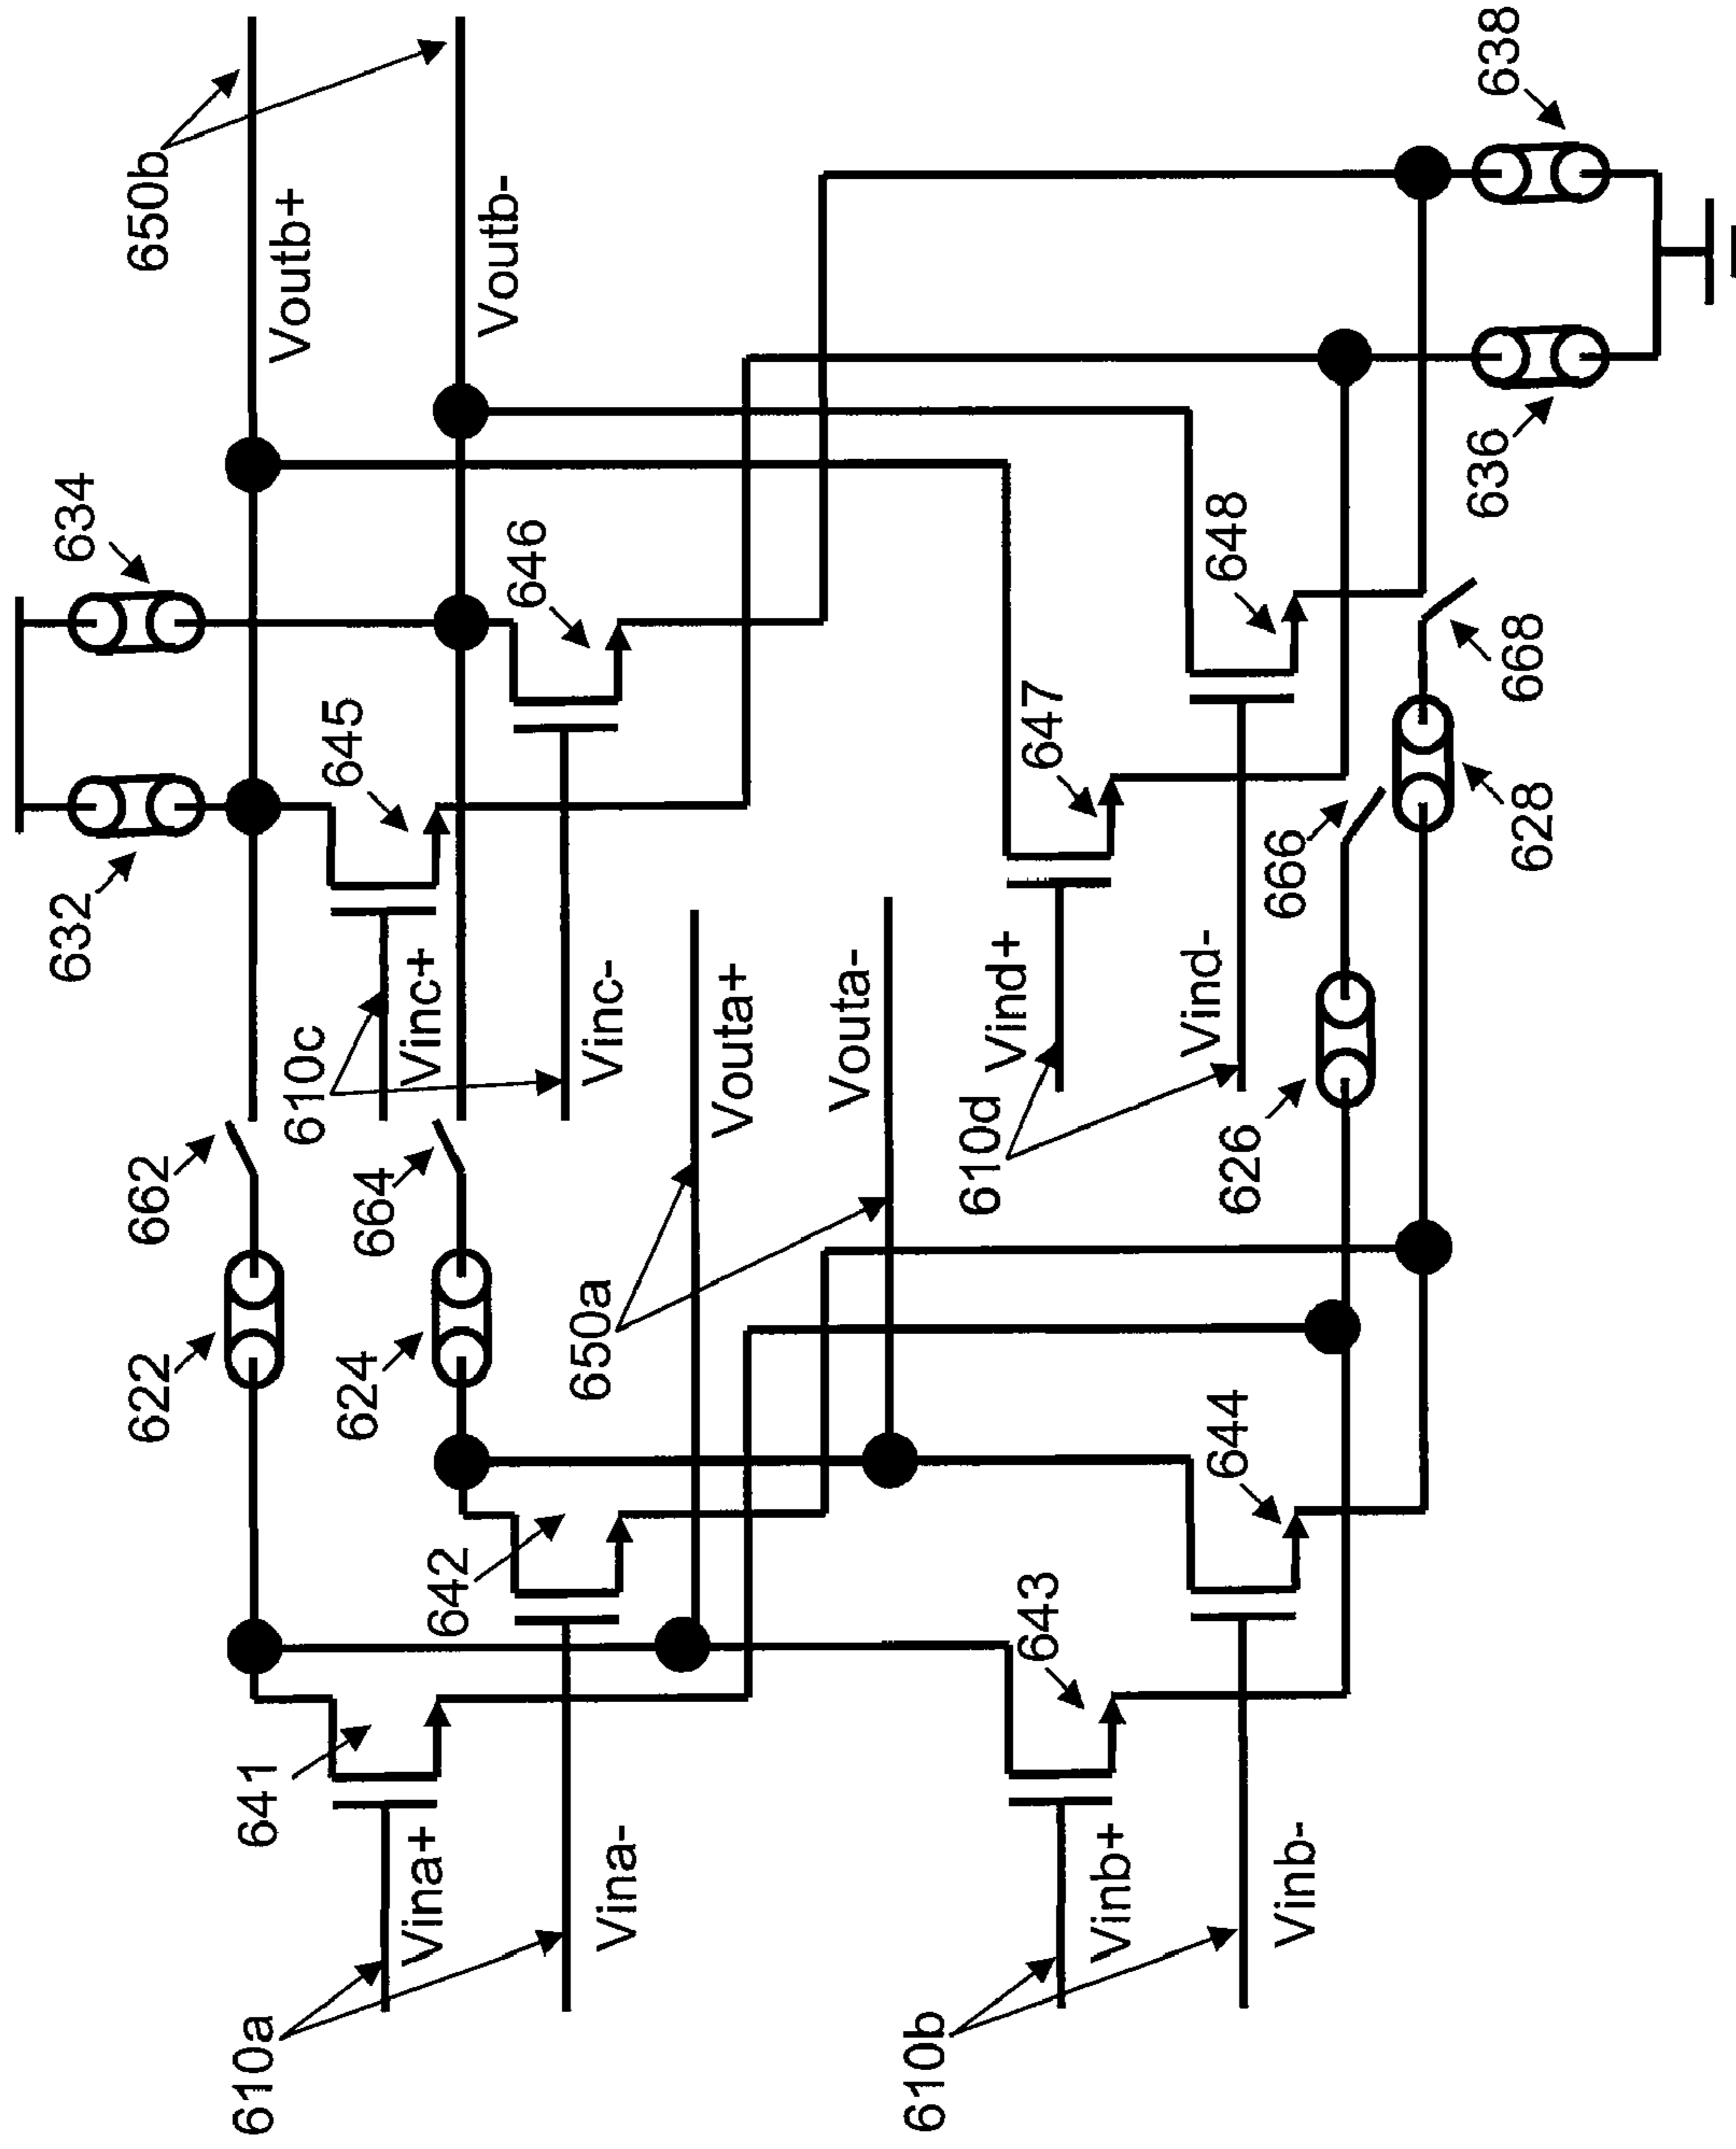 650b
Voutb+
Voutb-
638
634
646
636
648
632
645
647
668
666
628
610c
Vinc+
Vinc-
Vouta+
Vouta-
Vind+
Vind-
610d
662
664
626
622
624
650a
644
642
643
641
Vina+
Vina-
Vinb+
Vinb-
610a
610b